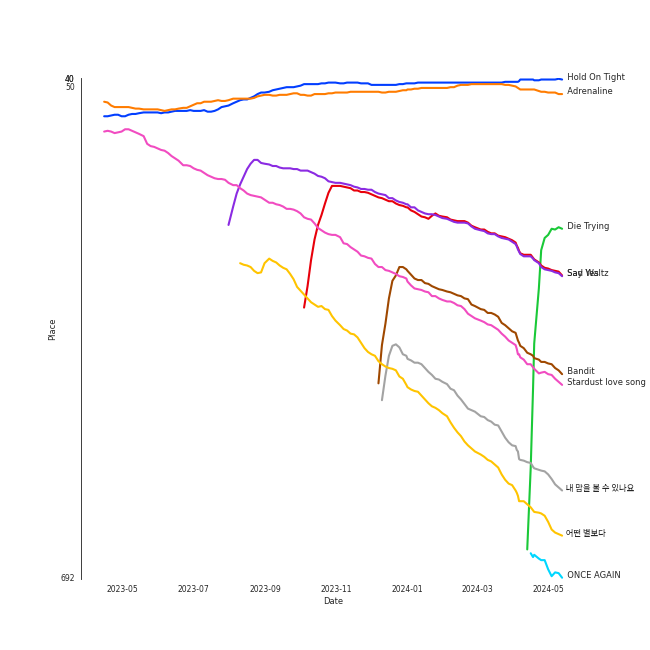 40
50
Hold On Tight
Adrenaline
Die Trying
Bandit
Stardust love song
내 맘을 볼 수 있나요
어떤 별보다
ONCE AGAIN
692
Place
2023-05
2023-07
2023-09
2023-11
2024-01
2024-03
2024-05
Date